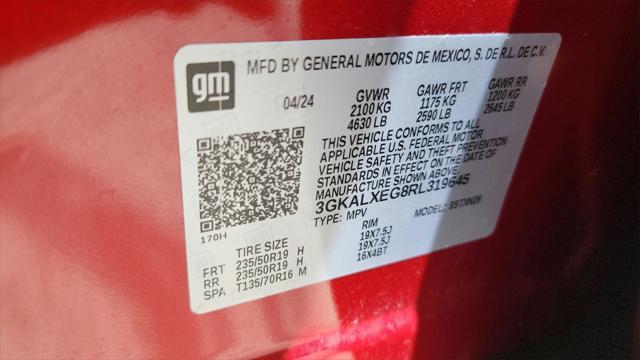 gm
MFD BY GENERAL MOTORS DE MEXICO, S. DE R.L. DE C.V.
04/24
GVWR GAWR FRT GAWR RR
2100 KG 1175 KG 1200 KG
4630 LB 2590 LB 2645 LB
THIS VEHICLE CONFORMS TO ALL
APPLICABLE U.S. FEDERAL MOTOR
VEHICLE SAFETY AND THEFT PREVENTION
STANDARDS IN EFFECT ON THE DATE OF
MANUFACTURE SHOWN ABOVE.
3GKALXEG8RL319645
TYPE: MPV MODEL:
170H
TIRE SIZE RIM
FRT 235/50R19 H 19X7.5J
RR 235/50R19 H 19X7.5J
SPA T135/70R16 M 16X4BT